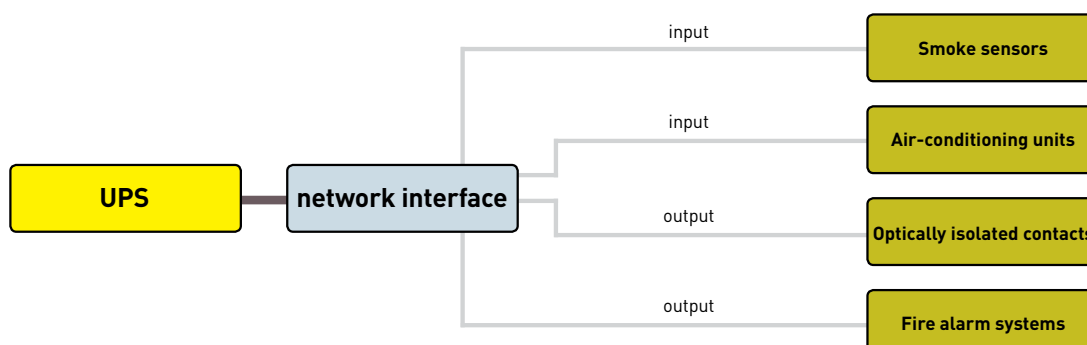 input
Smoke sensors
input
Air-conditioning units
UPS
network interface
output
Optically isolated contacts
output
Fire alarm systems